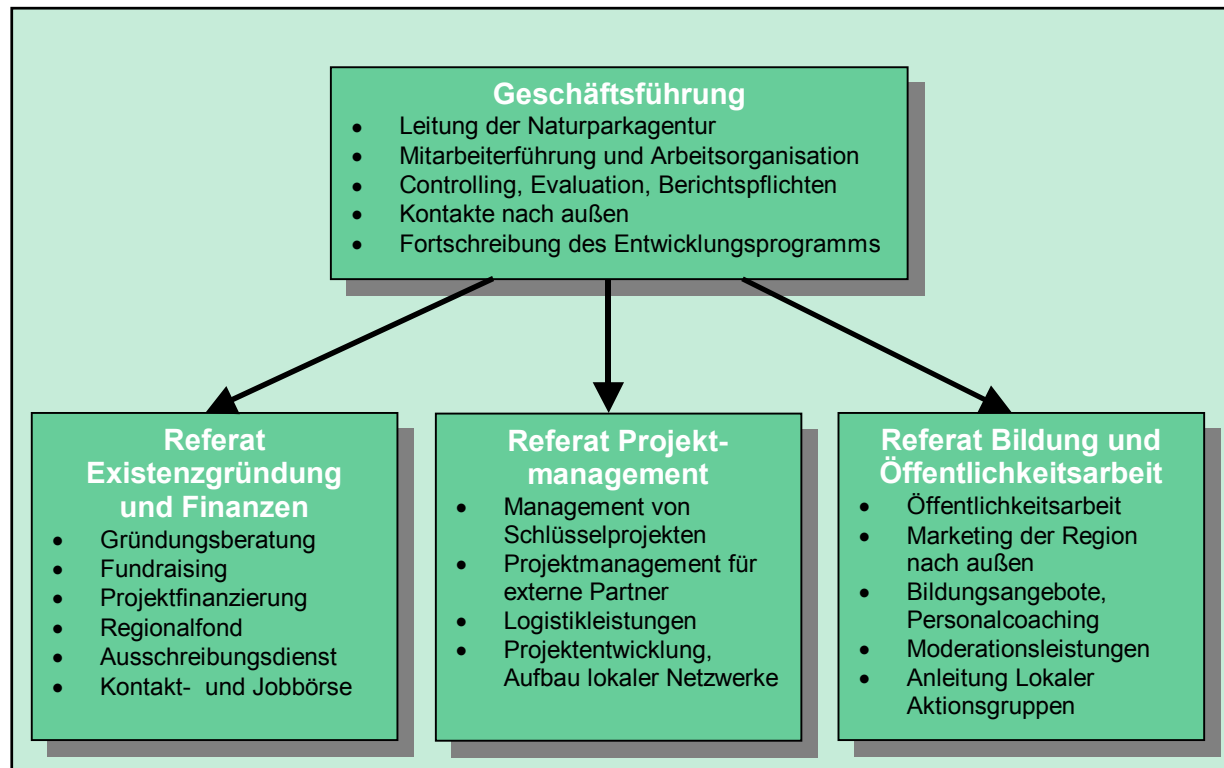 Geschäftsführung
• Leitung der Naturparkagentur
• Mitarbeiterführung und Arbeitsorganisation
• Controlling, Evaluation, Berichtspflichten
• Kontakte nach außen
• Fortschreibung des Entwicklungsprogramms
Referat
Existenzgründung
und Finanzen
• Gründungsberatung
• Fundraising
• Projektfinanzierung
• Regionalfond
• Ausschreibungsdienst
• Kontakt- und Jobbörse
Referat Projekt-
management
• Management von
Schlüsselprojekten
• Projektmanagement für
externe Partner
• Logistikleistungen
• Projektentwicklung,
Aufbau lokaler Netzwerke
Referat Bildung und
Öffentlichkeitsarbeit
• Öffentlichkeitsarbeit
• Marketing der Region
nach außen
• Bildungsangebote,
Personalcoaching
• Moderationsleistungen
• Anleitung Lokaler
Aktionsgruppen